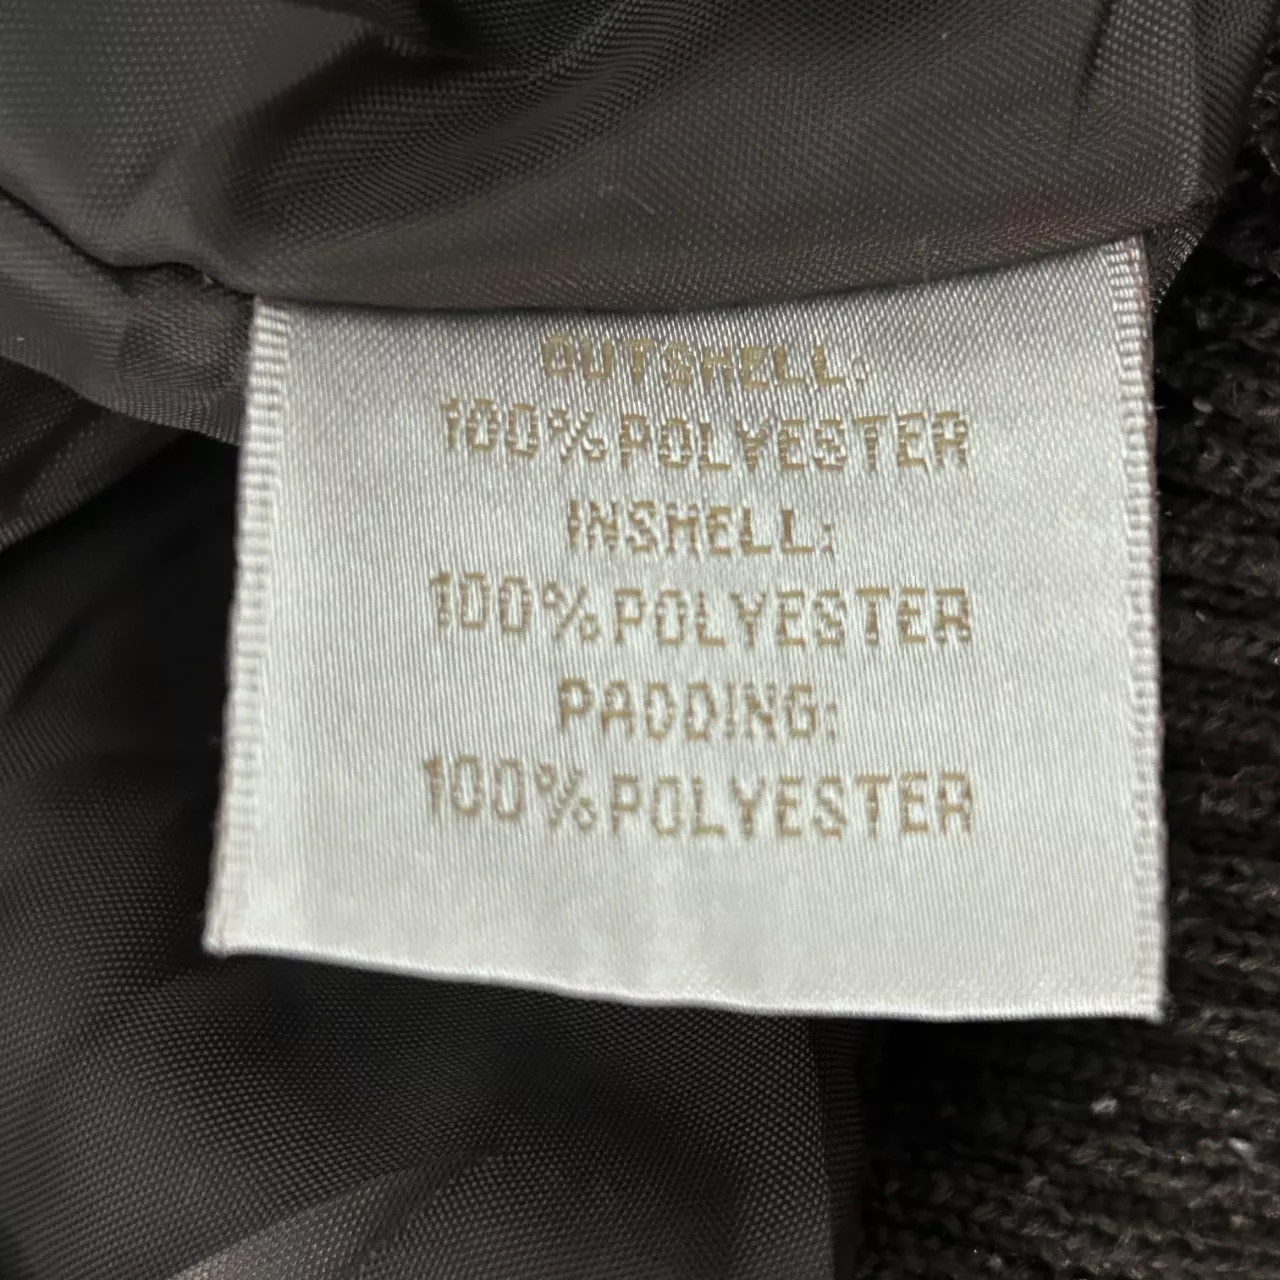 OUTSHELL:
100% POLYESTER
INSHELL:
100% POLYESTER
PADDING:
100% POLYESTER